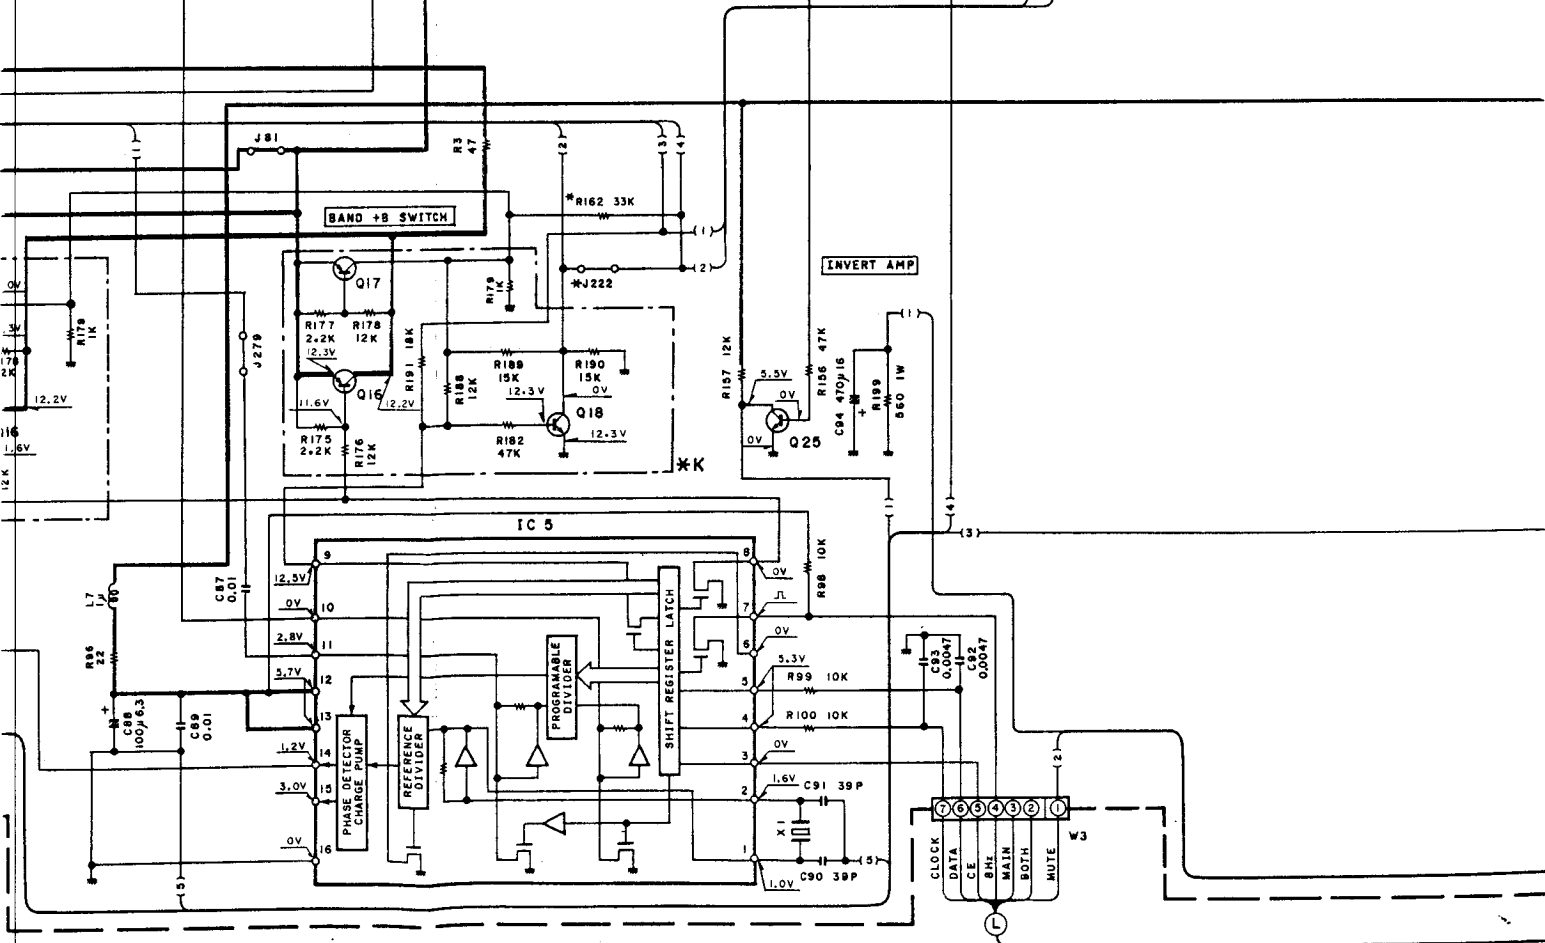 J81
R3
47
(1)
(2)
(3)
(4)
*R162 33K
BAND +B SWITCH
(1)
(2)
*J222
INVERT AMP
Q17
R179
1K
0V
R179
1K
R177
2.2K
R178
12K
J279
12.3V
R191 18K
R189
15K
R190
15K
R188
12K
12.3V
0V
Q16
12.2V
Q18
12.3V
11.6V
R175
2.2K
R176
12K
R182
47K
*K
12.2V
12K
R157 12K
5.5V
0V
R156 47K
0V
Q25
C94 470µ16
+
R199
560 1W
(1)
(1)
(4)
(3)
IC 5
9
12.5V
10
0V
11
2.8V
12
5.7V
13
14
1.2V
15
3.0V
16
0V
8
0V
7
6
0V
5
5.3V
4
3
0V
2
1.6V
1
1.0V
R98 10K
R99 10K
R100 10K
L7
1µ
C87
0.01
R96
22
+
C88
100µ6.3
C89
0.01
(5)
PHASE DETECTOR
CHARGE PUMP
REFERENCE
DIVIDER
PROGRAMABLE
DIVIDER
SHIFT REGISTER LATCH
C93
0.0047
C92
0.0047
C91 39P
X1
C90 39P
(5)
(2)
7 6 5 4 3 2 1
W3
CLOCK
DATA
CE
8Hz
MAIN
BOTH
MUTE
L